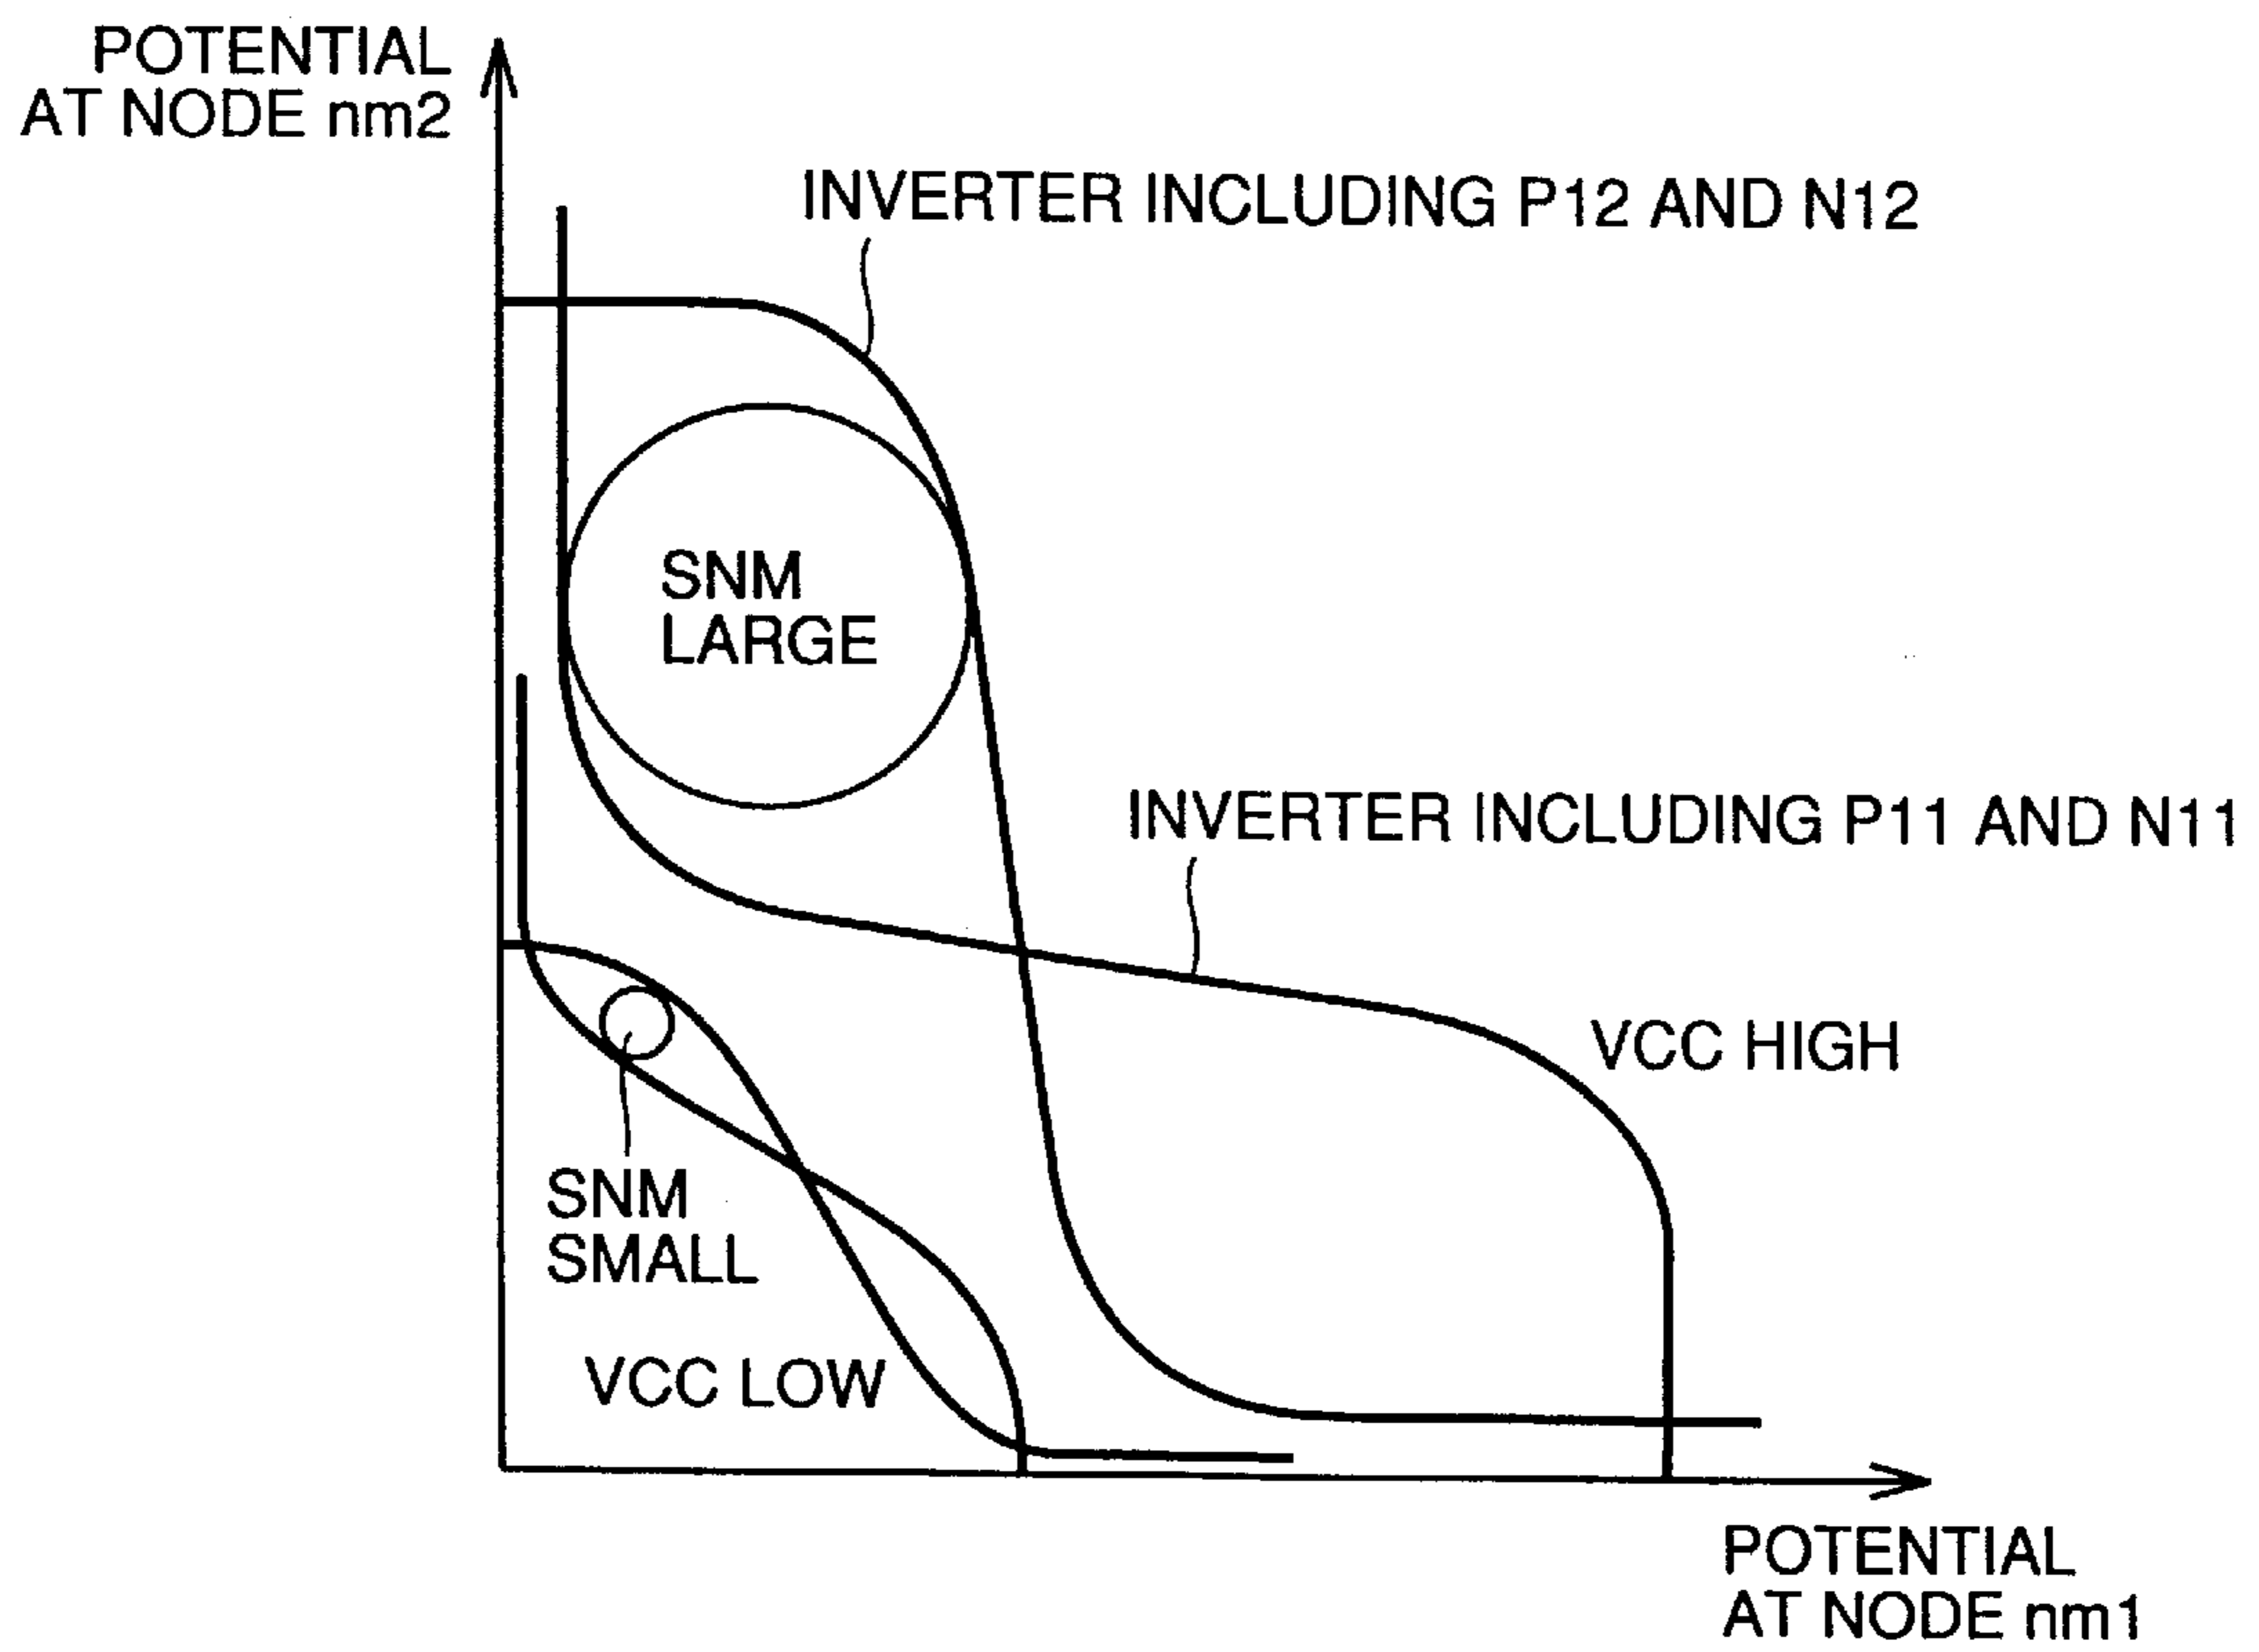 POTENTIAL
AT NODE nm2
INVERTER INCLUDING P12 AND N12
SNM
LARGE
INVERTER INCLUDING P11 AND N11
VCC HIGH
SNM
SMALL
VCC LOW
POTENTIAL
AT NODE nm1